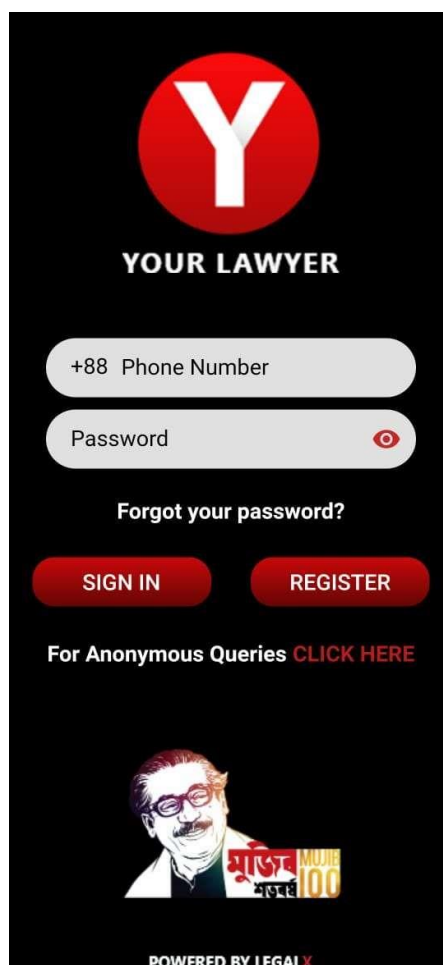 Y
YOUR LAWYER
+88 Phone Number
Password
Forgot your password?
SIGN IN
REGISTER
For Anonymous Queries CLICK HERE
মুজিব MUJIB
শতবর্ষ 100
POWERED BY LEGALX